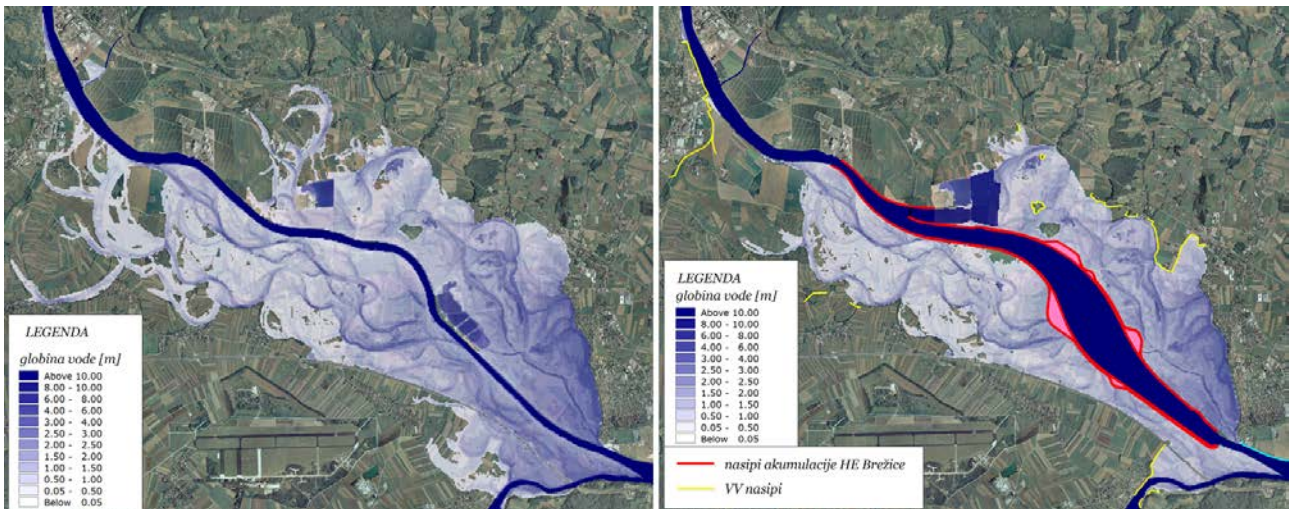 LEGENDA
globina vode [m]
Above 10.00
8.00 - 10.00
6.00 - 8.00
4.00 - 6.00
3.00 - 4.00
2.50 - 3.00
2.00 - 2.50
1.50 - 2.00
1.00 - 1.50
0.50 - 1.00
0.05 - 0.50
Below 0.05
LEGENDA
globina vode [m]
Above 10.00
8.00 - 10.00
6.00 - 8.00
4.00 - 6.00
3.00 - 4.00
2.50 - 3.00
2.00 - 2.50
1.50 - 2.00
1.00 - 1.50
0.50 - 1.00
0.05 - 0.50
Below 0.05
nasipi akumulacije HE Brežice
VV nasipi